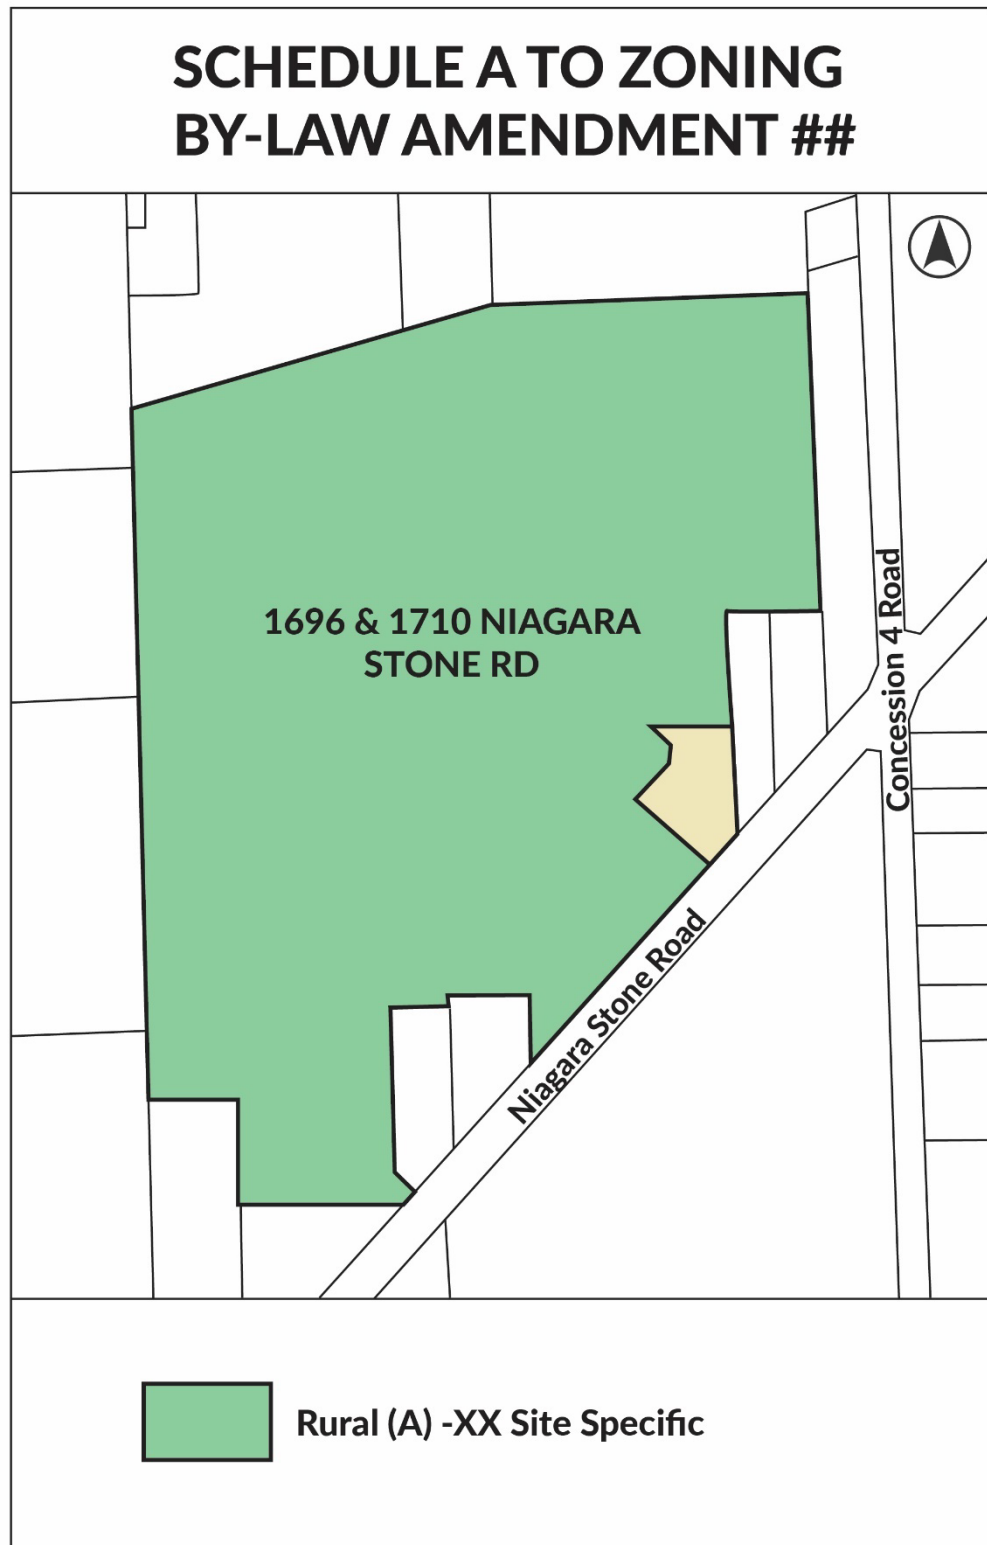 SCHEDULE A TO ZONING
BY-LAW AMENDMENT ##
1696 & 1710 NIAGARA
STONE RD
Concession 4 Road
Niagara Stone Road
Rural (A) -XX Site Specific